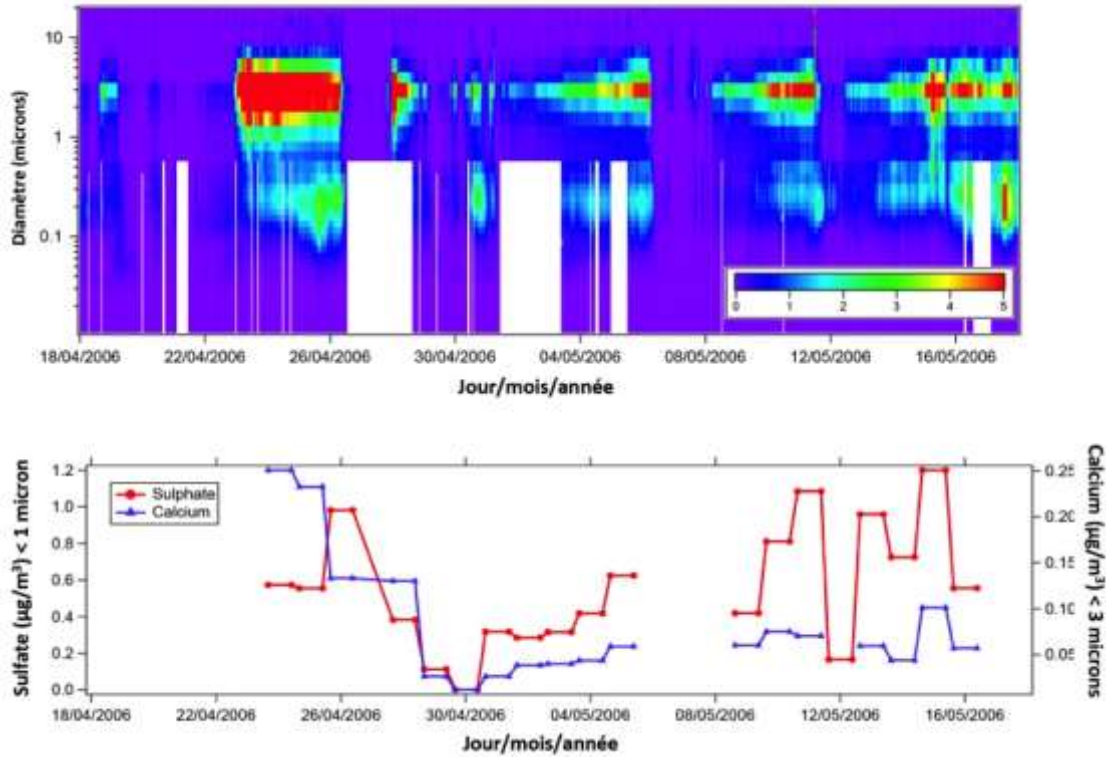 10
1
0.1
Diamètre (microns)
0 1 2 3 4 5
18/04/2006 22/04/2006 26/04/2006 30/04/2006 04/05/2006 08/05/2006 12/05/2006 16/05/2006
Jour/mois/année
1.2
1.0
0.8
0.6
0.4
0.2
0.0
Sulfate (µg/m³) < 1 micron
Sulphate
Calcium
0.25
0.20
0.15
0.10
0.05
Calcium (µg/m³) < 3 microns
18/04/2006 22/04/2006 26/04/2006 30/04/2006 04/05/2006 08/05/2006 12/05/2006 16/05/2006
Jour/mois/année